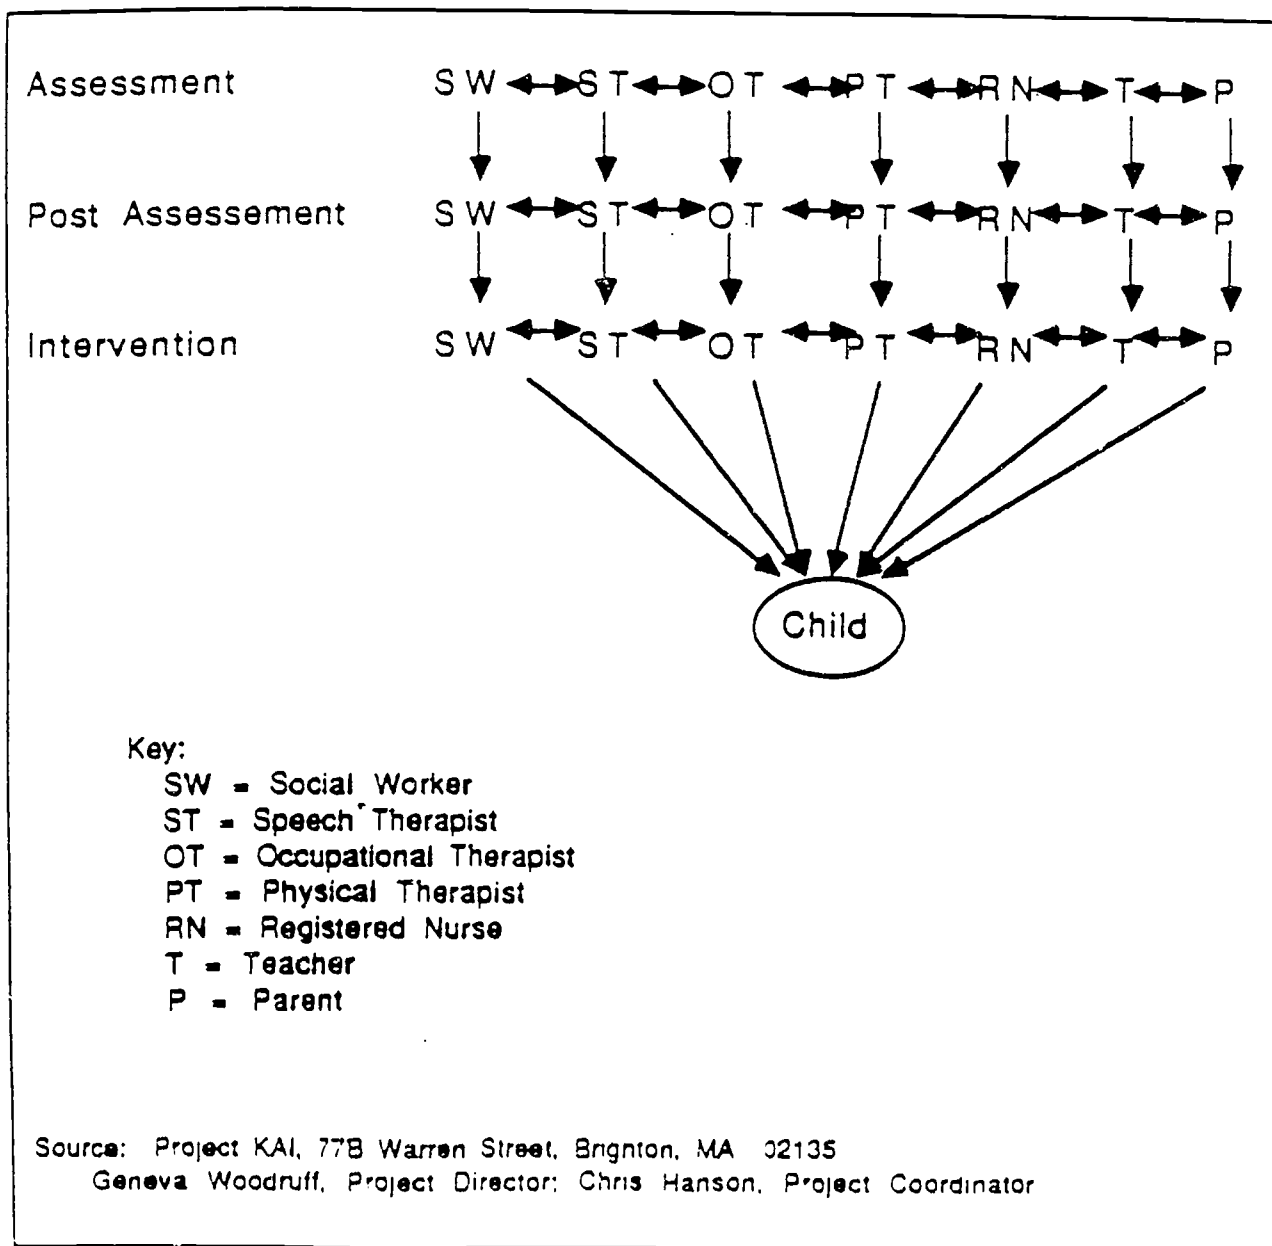 Assessment SW ST OT PT RN T P
Post Assessement SW ST OT PT RN T P
Intervention SW ST OT PT RN T P
Child
Key:
SW = Social Worker
ST = Speech Therapist
OT = Occupational Therapist
PT = Physical Therapist
RN = Registered Nurse
T = Teacher
P = Parent
Source: Project KAI, 77B Warren Street, Brighton, MA 02135
Geneva Woodruff, Project Director; Chris Hanson, Project Coordinator